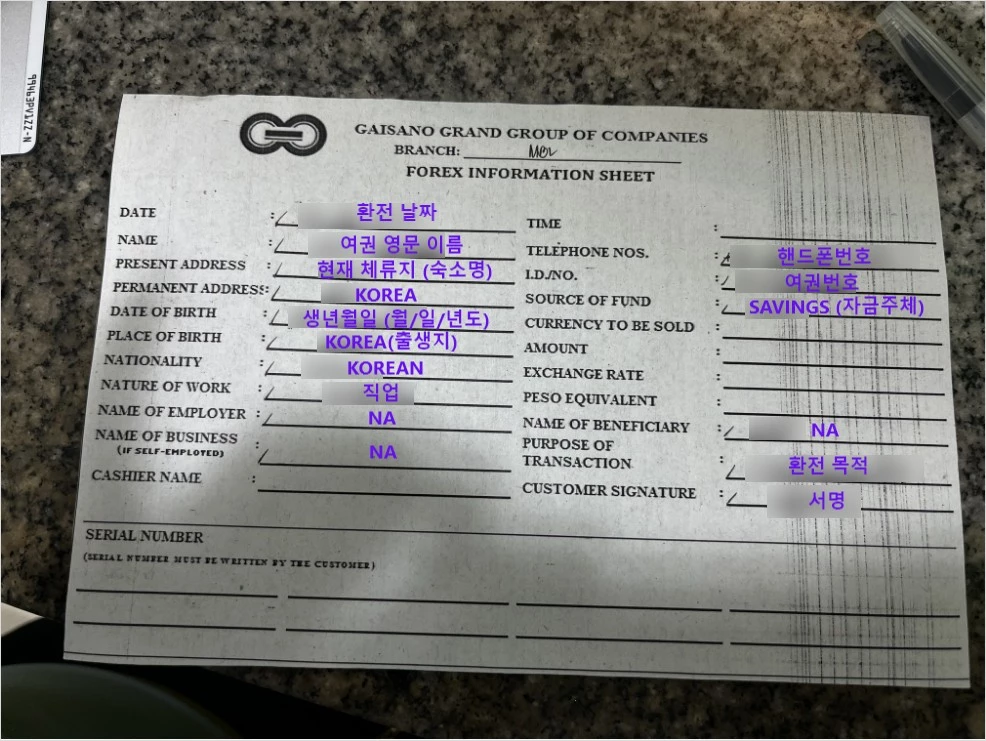 GAISANO GRAND GROUP OF COMPANIES
BRANCH: Mer
FOREX INFORMATION SHEET
DATE : 환전 날짜
TIME :
NAME : 여권 영문 이름
TELEPHONE NOS. : 핸드폰번호
PRESENT ADDRESS : 현재 체류지 (숙소명)
I.D./NO. : 여권번호
PERMANENT ADDRESS: KOREA
SOURCE OF FUND : SAVINGS (자금주체)
DATE OF BIRTH : 생년월일 (월/일/년도)
CURRENCY TO BE SOLD :
PLACE OF BIRTH : KOREA(출생지)
AMOUNT :
NATIONALITY : KOREAN
EXCHANGE RATE :
NATURE OF WORK : 직업
PESO EQUIVALENT :
NAME OF EMPLOYER : NA
NAME OF BENEFICIARY : NA
NAME OF BUSINESS : NA
(IF SELF-EMPLOYED)
PURPOSE OF
TRANSACTION : 환전 목적
CASHIER NAME :
CUSTOMER SIGNATURE : 서명
SERIAL NUMBER
(SERIAL NUMBER MUST BE WRITTEN BY THE CUSTOMER)